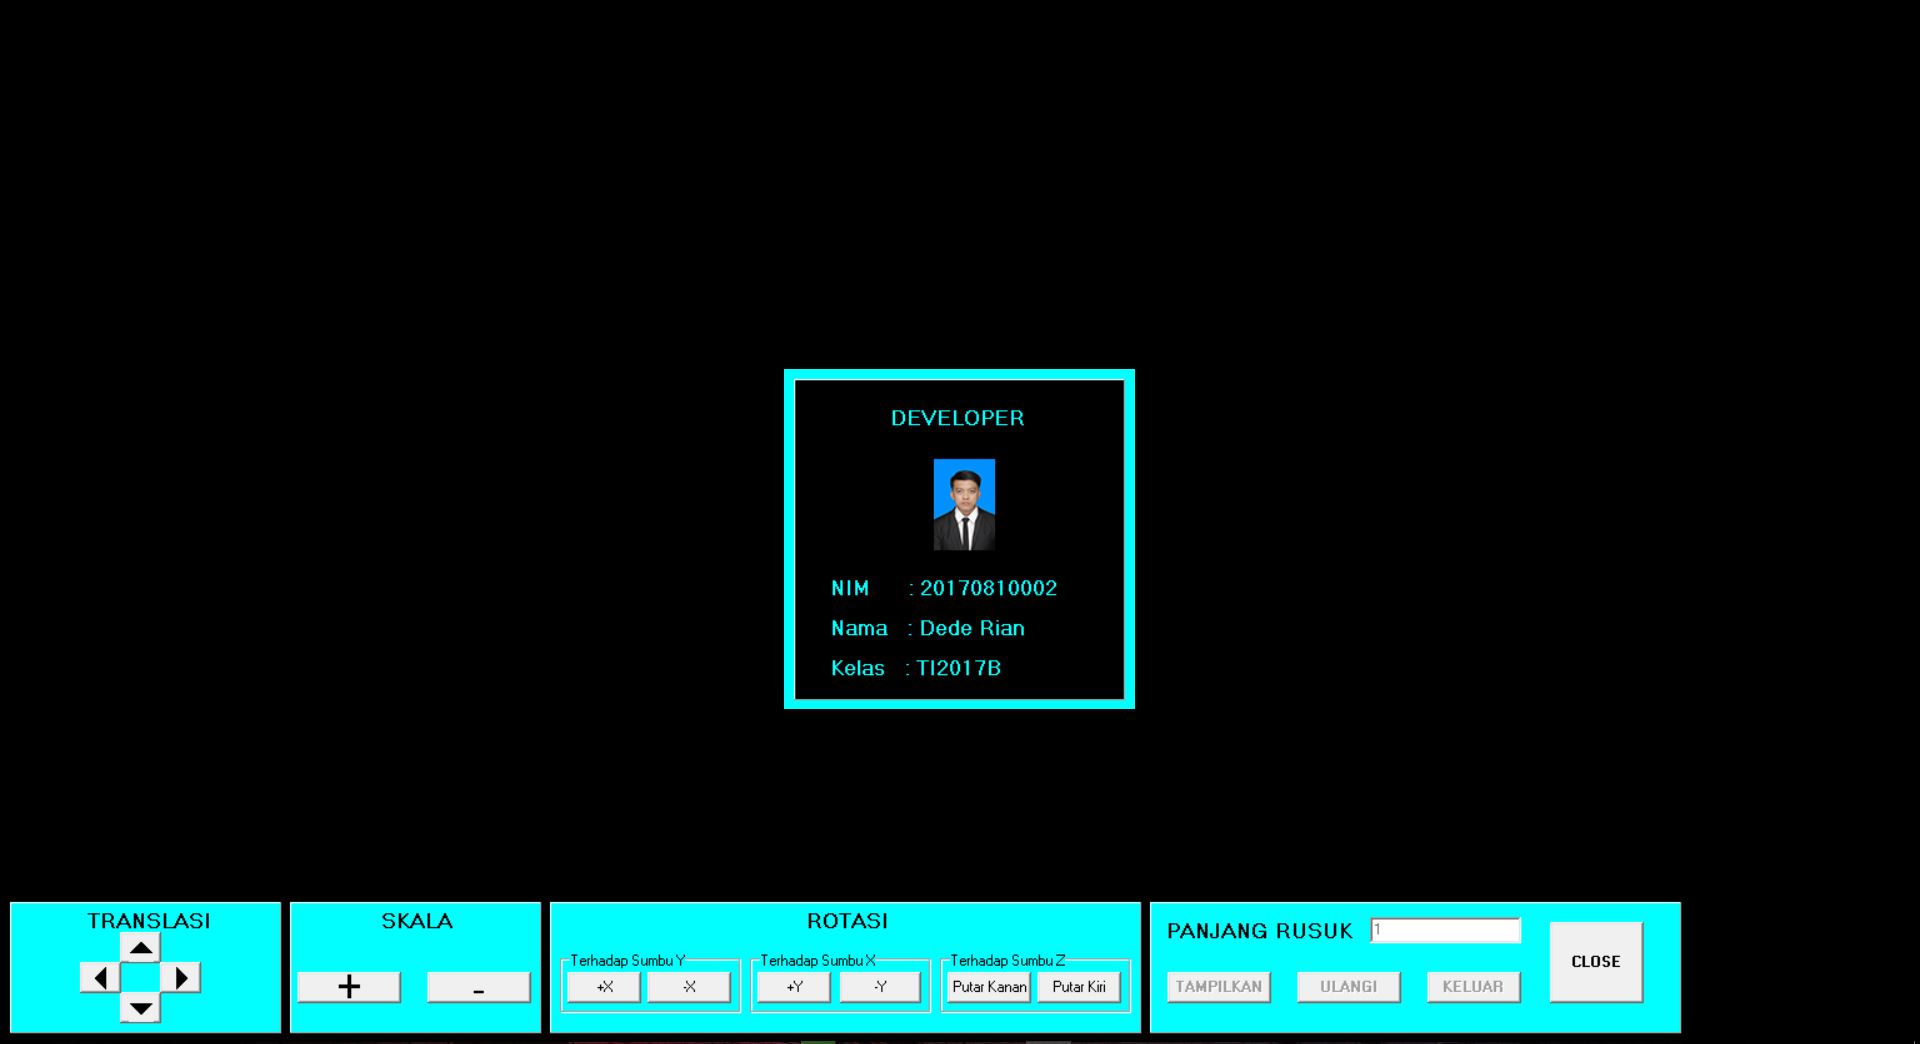 DEVELOPER
NIM : 20170810002
Nama : Dede Rian
Kelas : TI2017B
TRANSLASI
SKALA
+ -
ROTASI
Terhadap Sumbu Y
+X -X
Terhadap Sumbu X
+Y -Y
Terhadap Sumbu Z
Putar Kanan Putar Kiri
PANJANG RUSUK 1
TAMPILKAN ULANGI KELUAR
CLOSE